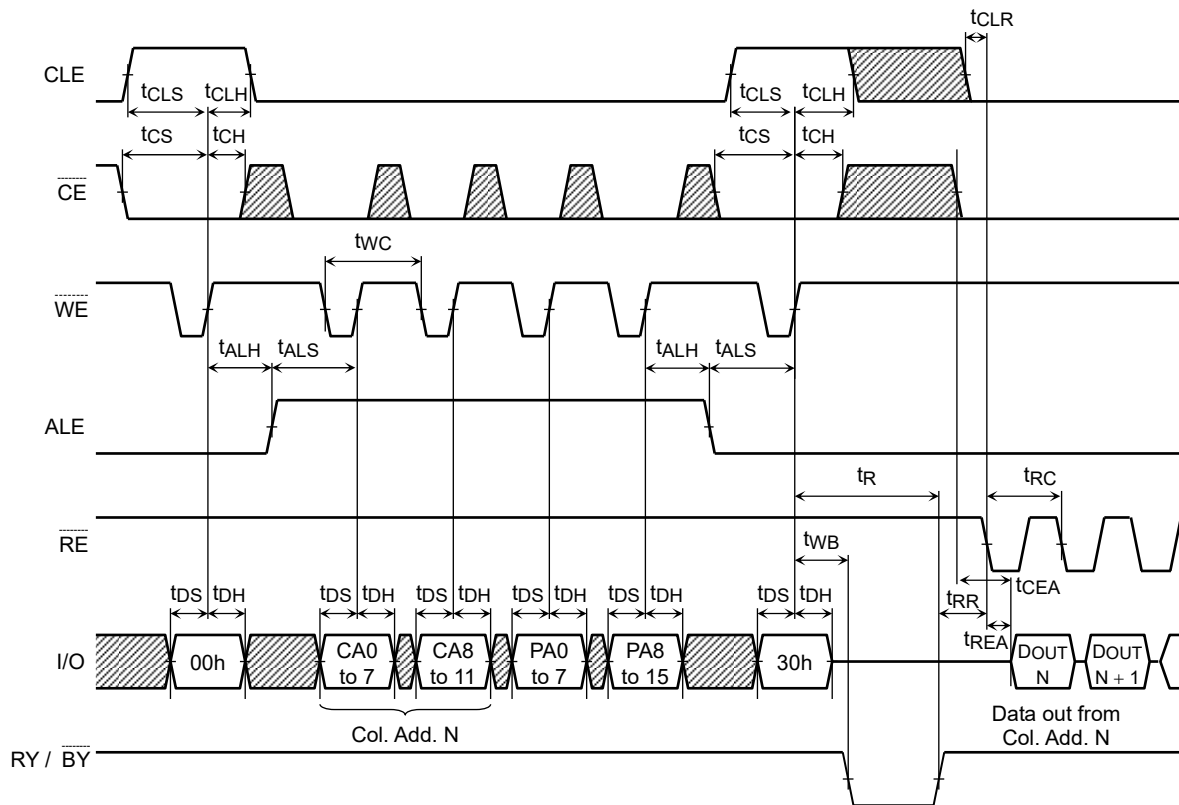 tCLR
CLE
tCLS tCLH tCLS tCLH
tCS tCH tCS tCH
CE
tWC
WE
tALH tALS tALH tALS
ALE
tR
tRC
RE
tWB
tCEA
tDS tDH tDS tDH tDS tDH tDS tDH tDS tDH tDS tDH
tRR
tREA
I/O 00h CA0 to 7 CA8 to 11 PA0 to 7 PA8 to 15 30h DOUT N DOUT N + 1
Col. Add. N
Data out from
Col. Add. N
RY / BY